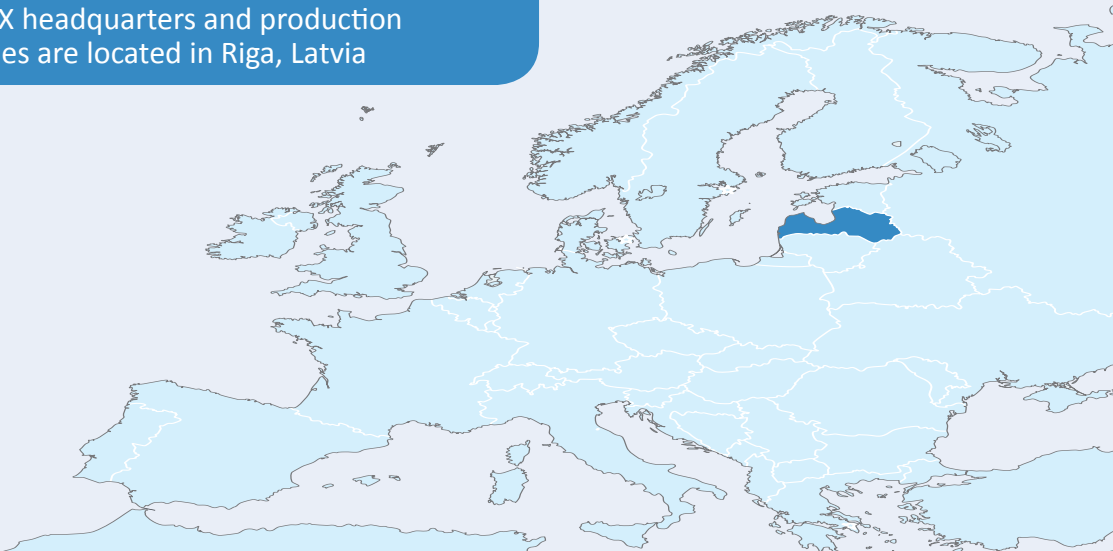 X headquarters and production
es are located in Riga, Latvia